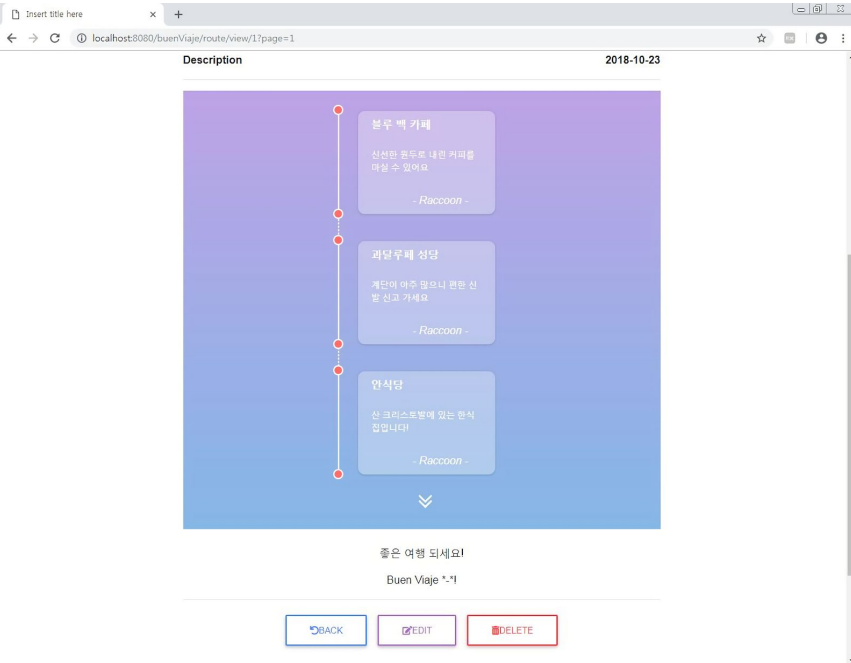 Insert title here
localhost:8080/buenViaje/route/view/1?page=1
Description 2018-10-23
블루 백 카페
신선한 원두로 내린 커피를
마실 수 있어요
- Raccoon -
과달루페 성당
계단이 아주 많으니 편한 신
발 신고 가세요
- Raccoon -
안식당
산 크리스토발에 있는 한식
집입니다!
- Raccoon -
좋은 여행 되세요!
Buen Viaje *-*!
BACK EDIT DELETE